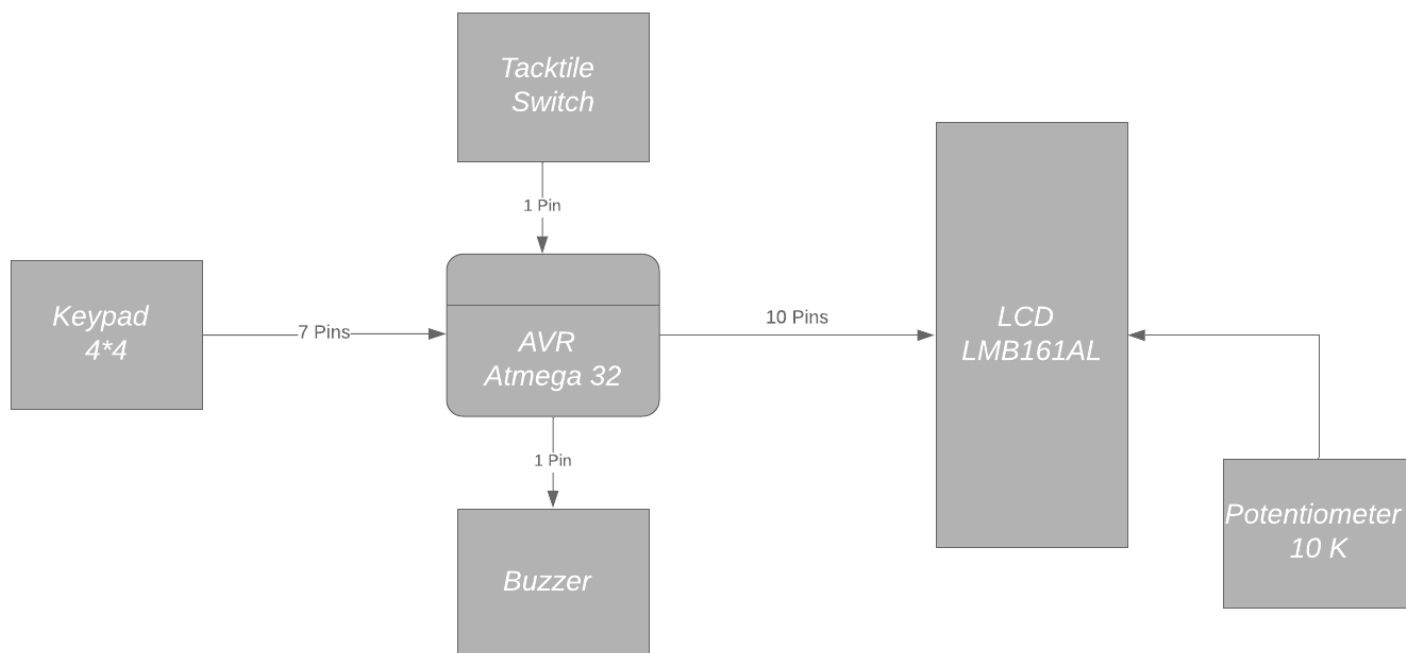 Tacktile
Switch
1 Pin
Keypad
4*4
7 Pins
AVR
Atmega 32
10 Pins
LCD
LMB161AL
1 Pin
Buzzer
Potentiometer
10 K